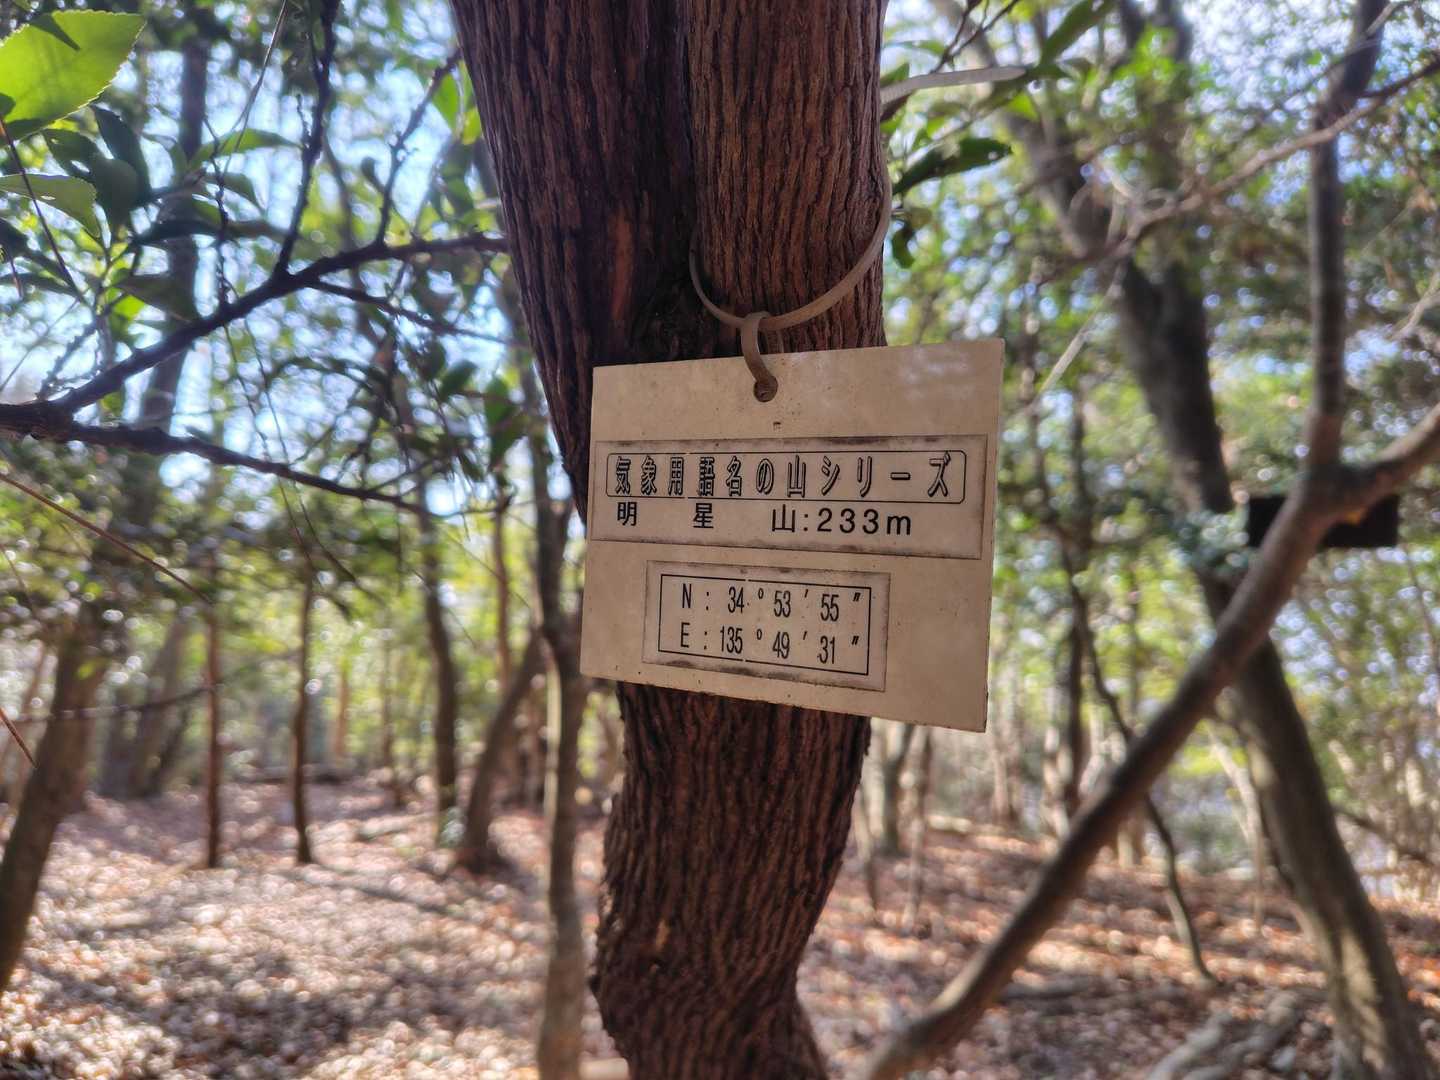 気象用語名の山シリーズ
明 星 山:233m
N: 34°53′55″
E:135°49′31″